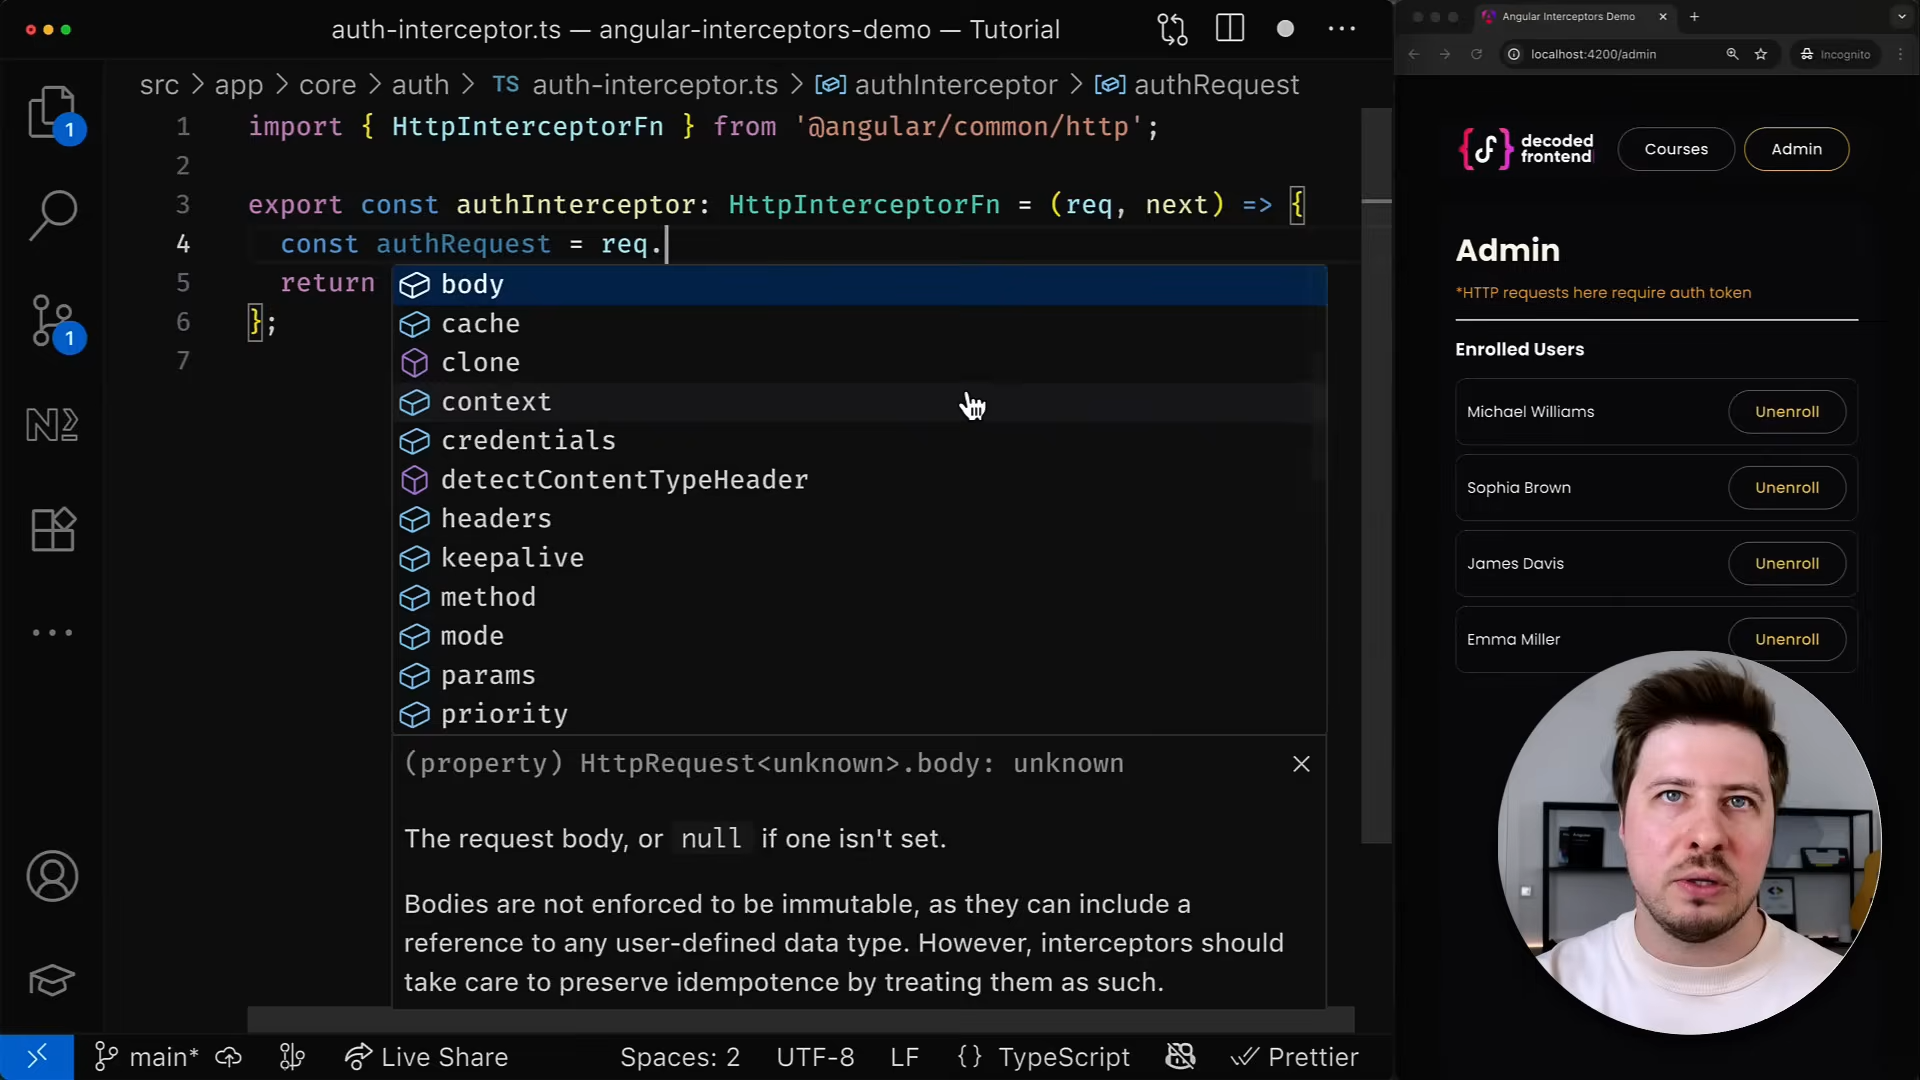 auth-interceptor.ts — angular-interceptors-demo — Tutorial
src > app > core > auth > TS auth-interceptor.ts > authInterceptor > authRequest
1 import { HttpInterceptorFn } from '@angular/common/http';
2
3 export const authInterceptor: HttpInterceptorFn = (req, next) => {
4 const authRequest = req.
5 return
6 };
7
body
cache
clone
context
credentials
detectContentTypeHeader
headers
keepalive
method
mode
params
priority
(property) HttpRequest<unknown>.body: unknown
The request body, or null if one isn't set.
Bodies are not enforced to be immutable, as they can include a
reference to any user-defined data type. However, interceptors should
take care to preserve idempotence by treating them as such.
1
1
main* Live Share Spaces: 2 UTF-8 LF {} TypeScript Prettier
Angular Interceptors Demo
localhost:4200/admin Incognito
decoded
frontend
Courses Admin
Admin
*HTTP requests here require auth token
Enrolled Users
Michael Williams Unenroll
Sophia Brown Unenroll
James Davis Unenroll
Emma Miller Unenroll